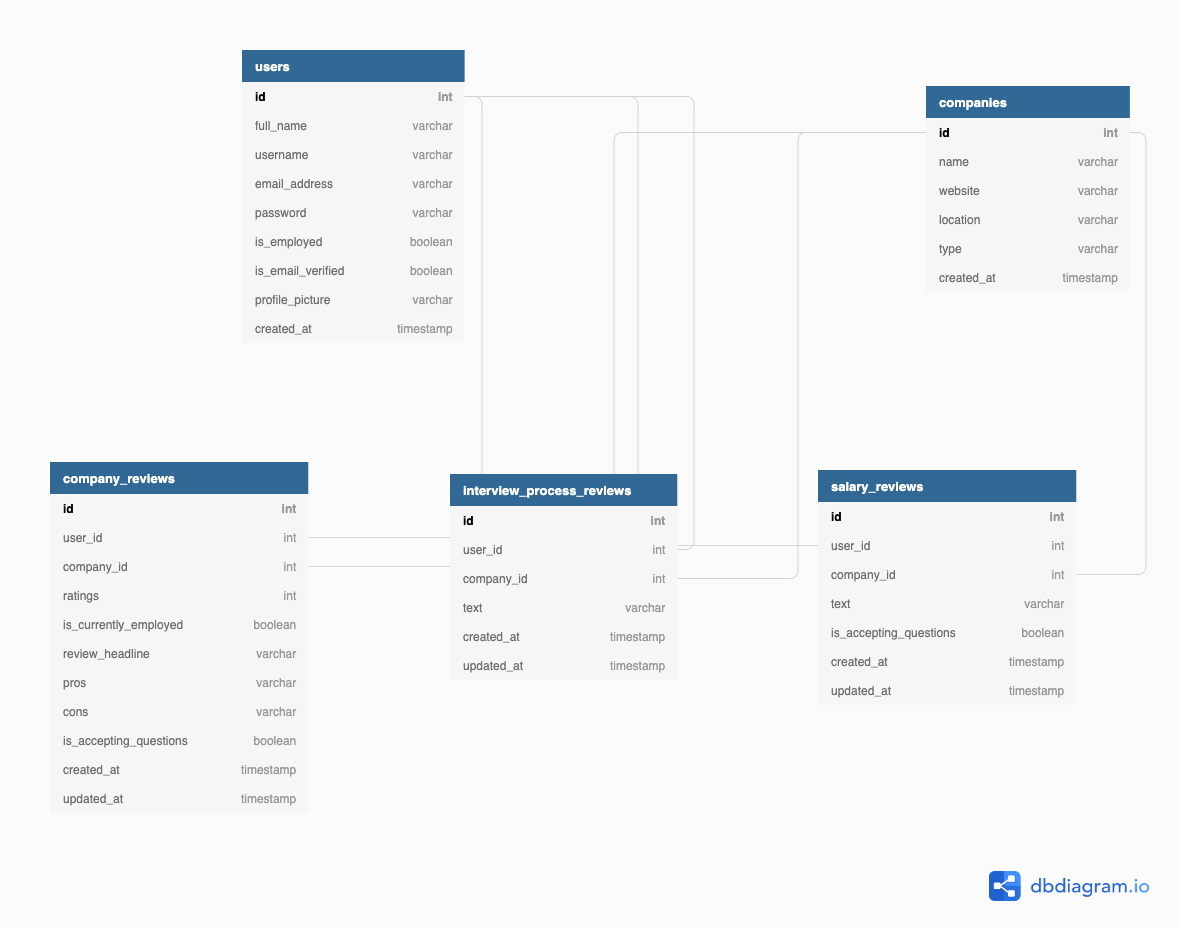 users
id int
full_name varchar
username varchar
email_address varchar
password varchar
is_employed boolean
is_email_verified boolean
profile_picture varchar
created_at timestamp
companies
id int
name varchar
website varchar
location varchar
type varchar
created_at timestamp
company_reviews
id int
user_id int
company_id int
ratings int
is_currently_employed boolean
review_headline varchar
pros varchar
cons varchar
is_accepting_questions boolean
created_at timestamp
updated_at timestamp
interview_process_reviews
id int
user_id int
company_id int
text varchar
created_at timestamp
updated_at timestamp
salary_reviews
id int
user_id int
company_id int
text varchar
is_accepting_questions boolean
created_at timestamp
updated_at timestamp
dbdiagram.io